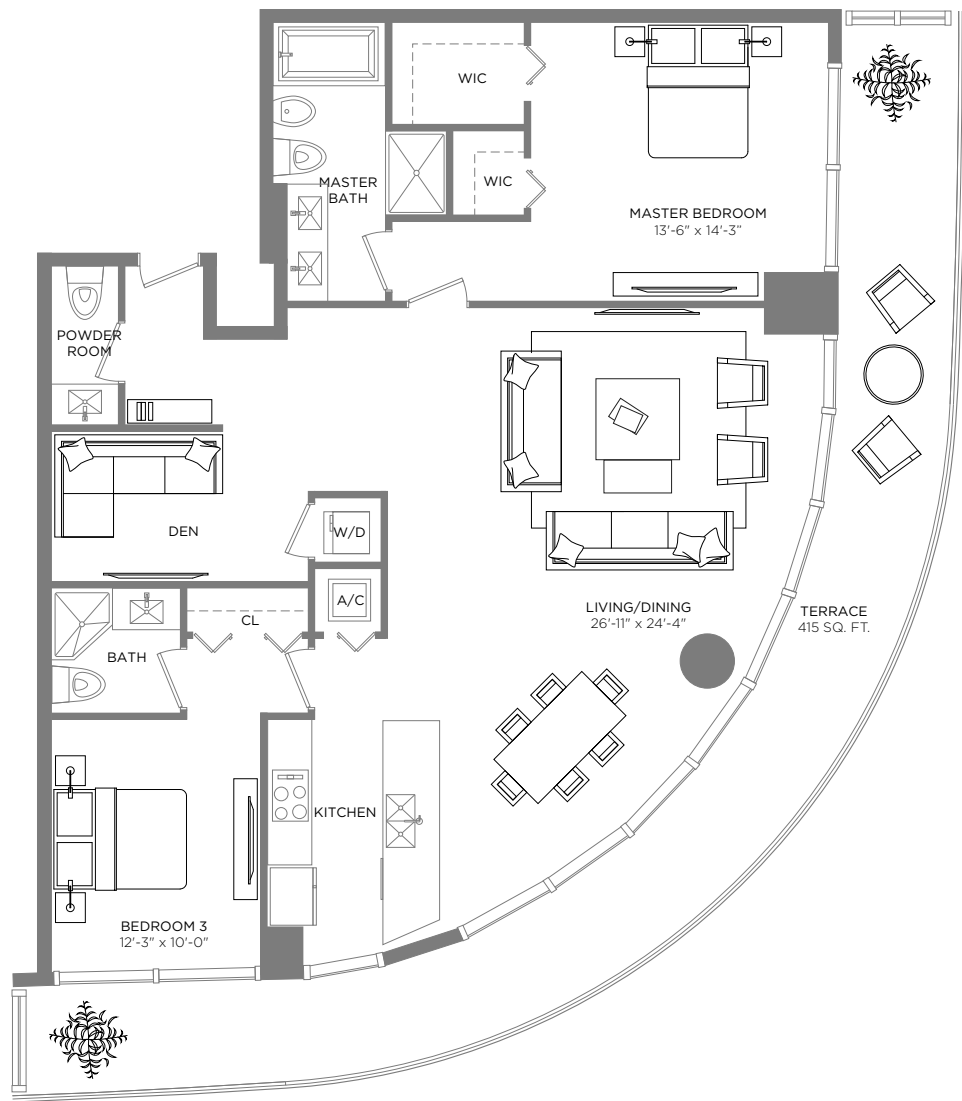 WIC
WIC
MASTER
BATH
MASTER BEDROOM
13'-6" x 14'-3"
POWDER
ROOM
DEN
W/D
A/C
CL
BATH
LIVING/DINING
26'-11" x 24'-4"
TERRACE
415 SQ. FT.
KITCHEN
BEDROOM 3
12'-3" x 10'-0"